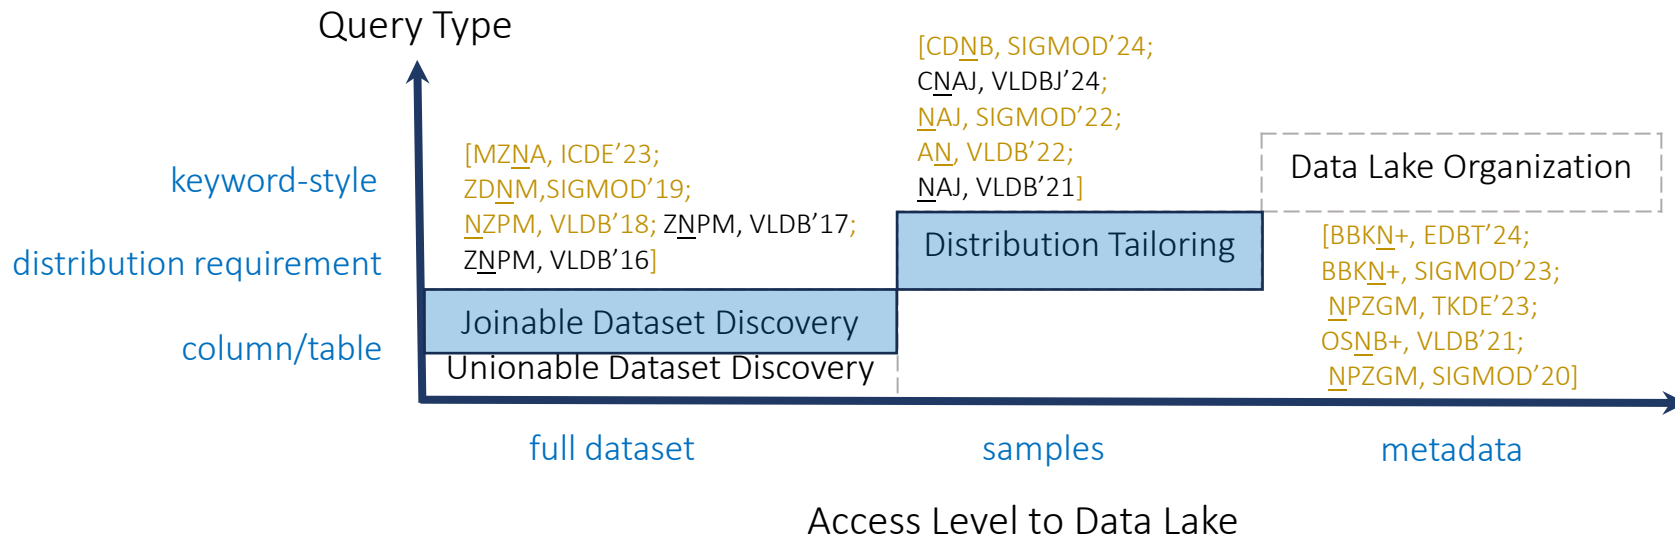 Query Type
[CDNB, SIGMOD’24;
CNAJ, VLDBJ’24;
NAJ, SIGMOD’22;
AN, VLDB’22;
NAJ, VLDB’21]
[MZNA, ICDE’23;
ZDNM,SIGMOD’19;
NZPM, VLDB’18; ZNPM, VLDB’17;
ZNPM, VLDB’16]
keyword-style
distribution requirement
column/table
Data Lake Organization
Distribution Tailoring
[BBKN+, EDBT’24;
BBKN+, SIGMOD’23;
NPZGM, TKDE’23;
OSNB+, VLDB’21;
NPZGM, SIGMOD’20]
Joinable Dataset Discovery
Unionable Dataset Discovery
full dataset
samples
metadata
Access Level to Data Lake